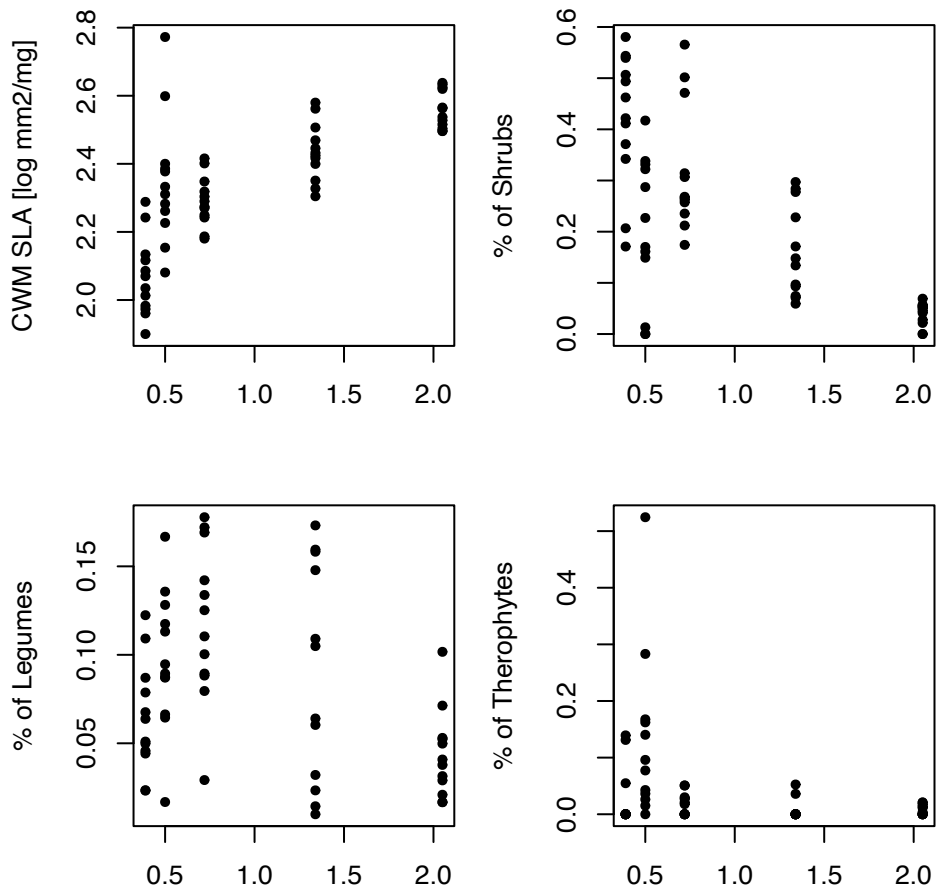 CWM SLA [log mm2/mg]
2.0 2.2 2.4 2.6 2.8
0.5 1.0 1.5 2.0
% of Shrubs
0.0 0.2 0.4 0.6
0.5 1.0 1.5 2.0
% of Legumes
0.05 0.10 0.15
0.5 1.0 1.5 2.0
% of Therophytes
0.0 0.2 0.4
0.5 1.0 1.5 2.0